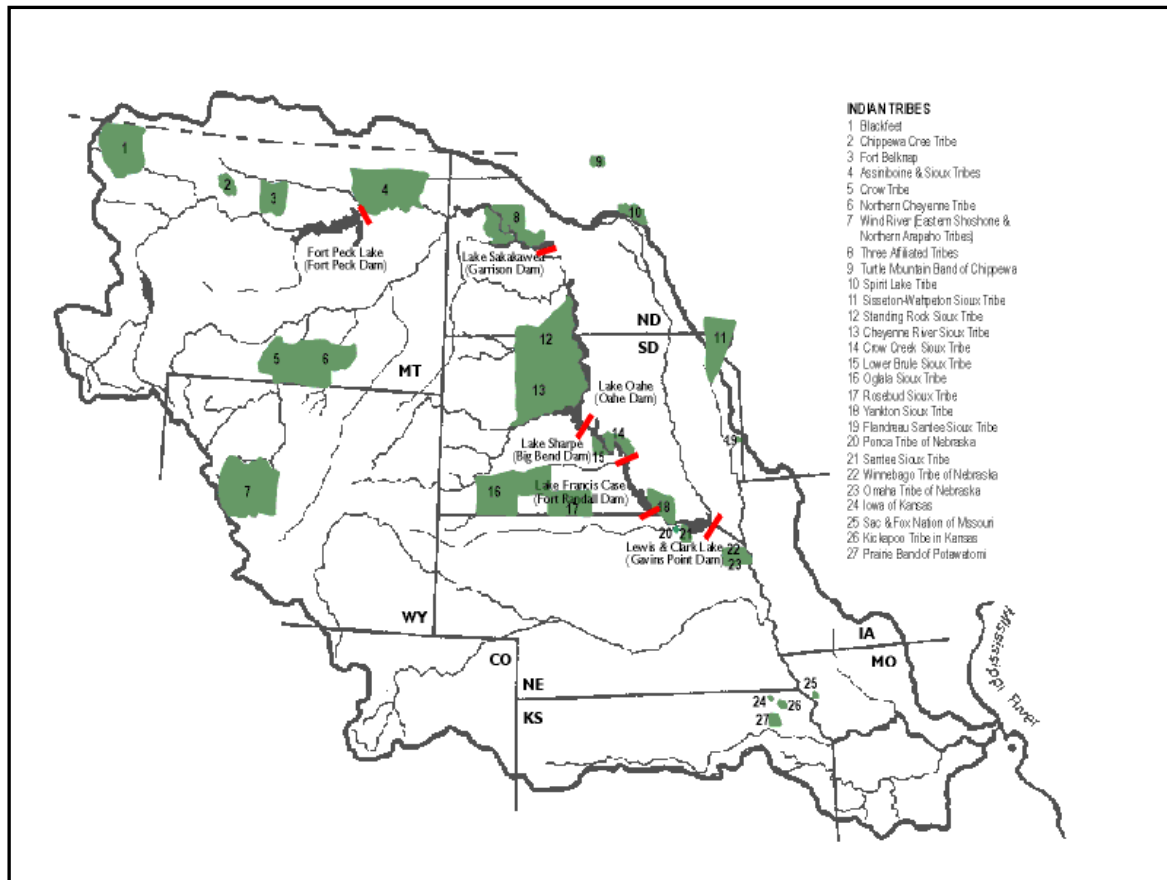 INDIAN TRIBES
1 Blackfeet
2 Chippewa Cree Tribe
3 Fort Belknap
4 Assiniboine & Sioux Tribes
5 Crow Tribe
6 Northern Cheyenne Tribe
7 Wind River (Eastern Shoshone &
Northern Arapaho Tribes)
8 Three Affiliated Tribes
9 Turtle Mountain Band of Chippewa
10 Spirit Lake Tribe
11 Sisseton-Wahpeton Sioux Tribe
12 Standing Rock Sioux Tribe
13 Cheyenne River Sioux Tribe
14 Crow Creek Sioux Tribe
15 Lower Brule Sioux Tribe
16 Oglala Sioux Tribe
17 Rosebud Sioux Tribe
18 Yankton Sioux Tribe
19 Flandreau Santee Sioux Tribe
20 Ponca Tribe of Nebraska
21 Santee Sioux Tribe
22 Winnebago Tribe of Nebraska
23 Omaha Tribe of Nebraska
24 Iowa of Kansas
25 Sac & Fox Nation of Missouri
26 Kickapoo Tribe in Kansas
27 Prairie Band of Potawatomi
1
2
3
4
9
8
10
Fort Peck Lake
(Fort Peck Dam)
Lake Sakakawea
(Garrison Dam)
ND
SD
12
11
5
6
MT
13
Lake Oahe
(Oahe Dam)
14
19
Lake Sharpe
(Big Bend Dam)
15
7
16
Lake Francis Case
(Fort Randall Dam)
17
18
20
21
Lewis & Clark Lake
(Gavins Point Dam)
22
23
WY
CO
NE
KS
IA
MO
25
24
26
27
Mississippi River